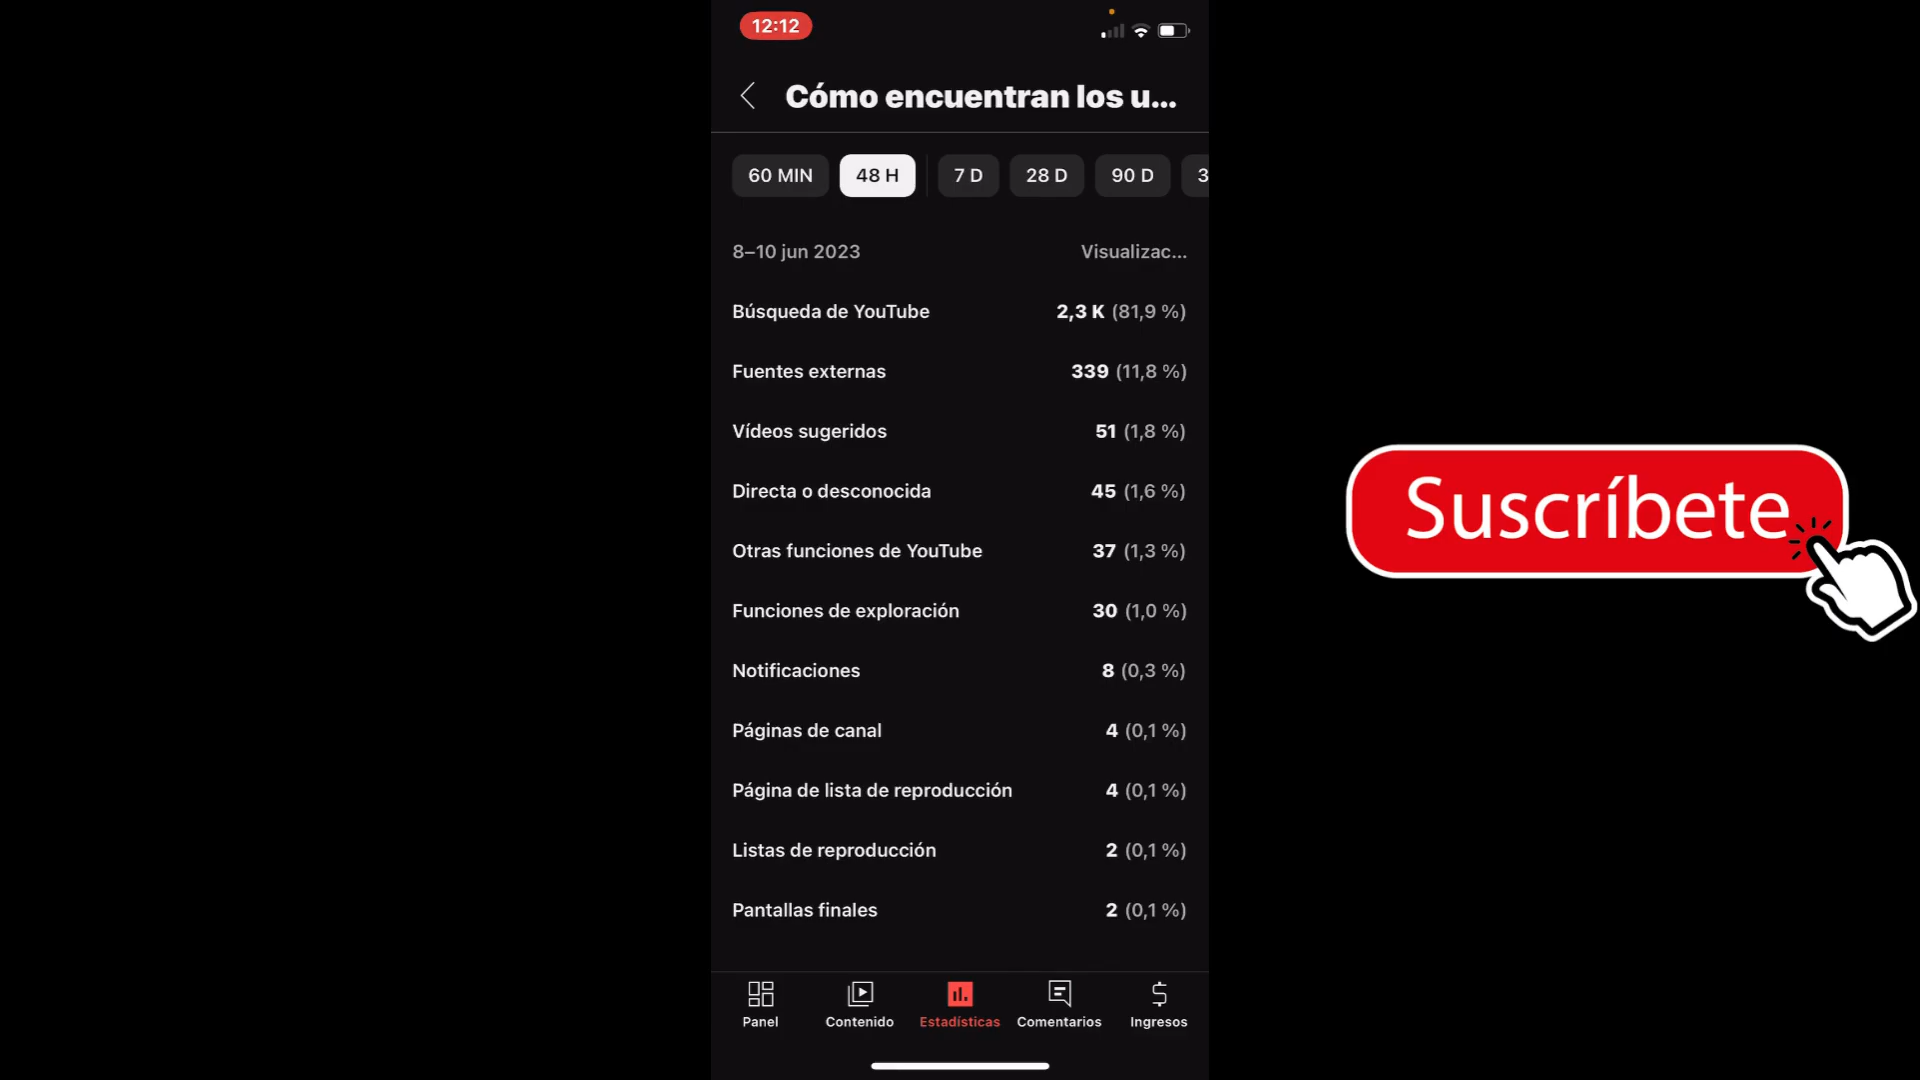 12:12
Cómo encuentran los u...
60 MIN 48 H 7 D 28 D 90 D 3
8–10 jun 2023 Visualizac...
Búsqueda de YouTube 2,3 K (81,9 %)
Fuentes externas 339 (11,8 %)
Vídeos sugeridos 51 (1,8 %)
Directa o desconocida 45 (1,6 %)
Otras funciones de YouTube 37 (1,3 %)
Funciones de exploración 30 (1,0 %)
Notificaciones 8 (0,3 %)
Páginas de canal 4 (0,1 %)
Página de lista de reproducción 4 (0,1 %)
Listas de reproducción 2 (0,1 %)
Pantallas finales 2 (0,1 %)
Panel Contenido Estadísticas Comentarios Ingresos
Suscríbete